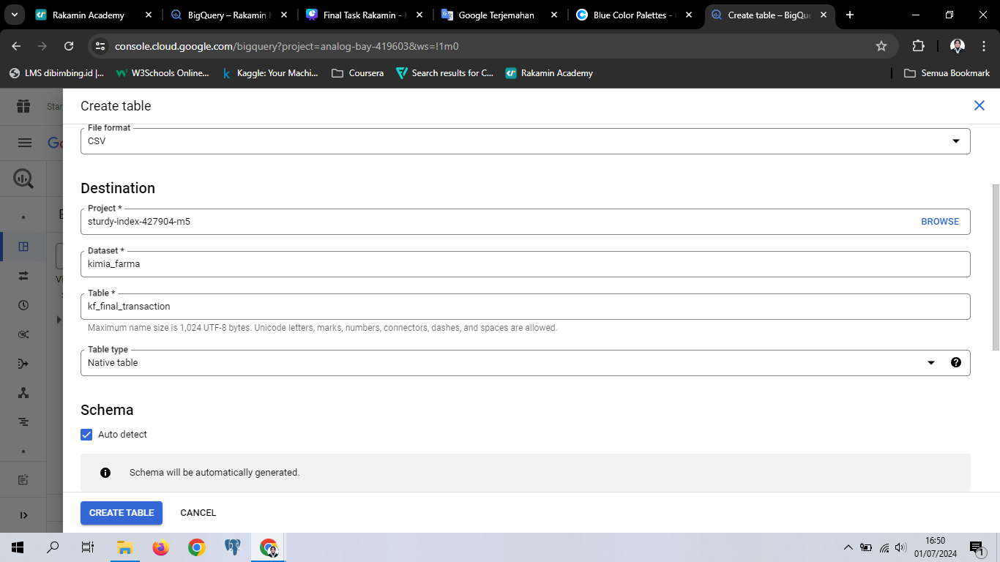 Rakamin Academy
BigQuery – Rakamin
Final Task Rakamin -
Google Terjemahan
Blue Color Palettes -
Create table – BigQue
console.cloud.google.com/bigquery?project=analog-bay-419603&ws=!1m0
LMS dibimbing.id |...
W3Schools Online...
Kaggle: Your Machi...
Coursera
Search results for C...
Rakamin Academy
Semua Bookmark
Star
Create table
File format
CSV
Destination
Project *
sturdy-index-427904-m5
BROWSE
Dataset *
kimia_farma
Table *
kf_final_transaction
Maximum name size is 1,024 UTF-8 bytes. Unicode letters, marks, numbers, connectors, dashes, and spaces are allowed.
Table type
Native table
Schema
Auto detect
Schema will be automatically generated.
CREATE TABLE
CANCEL
16:50
01/07/2024
1